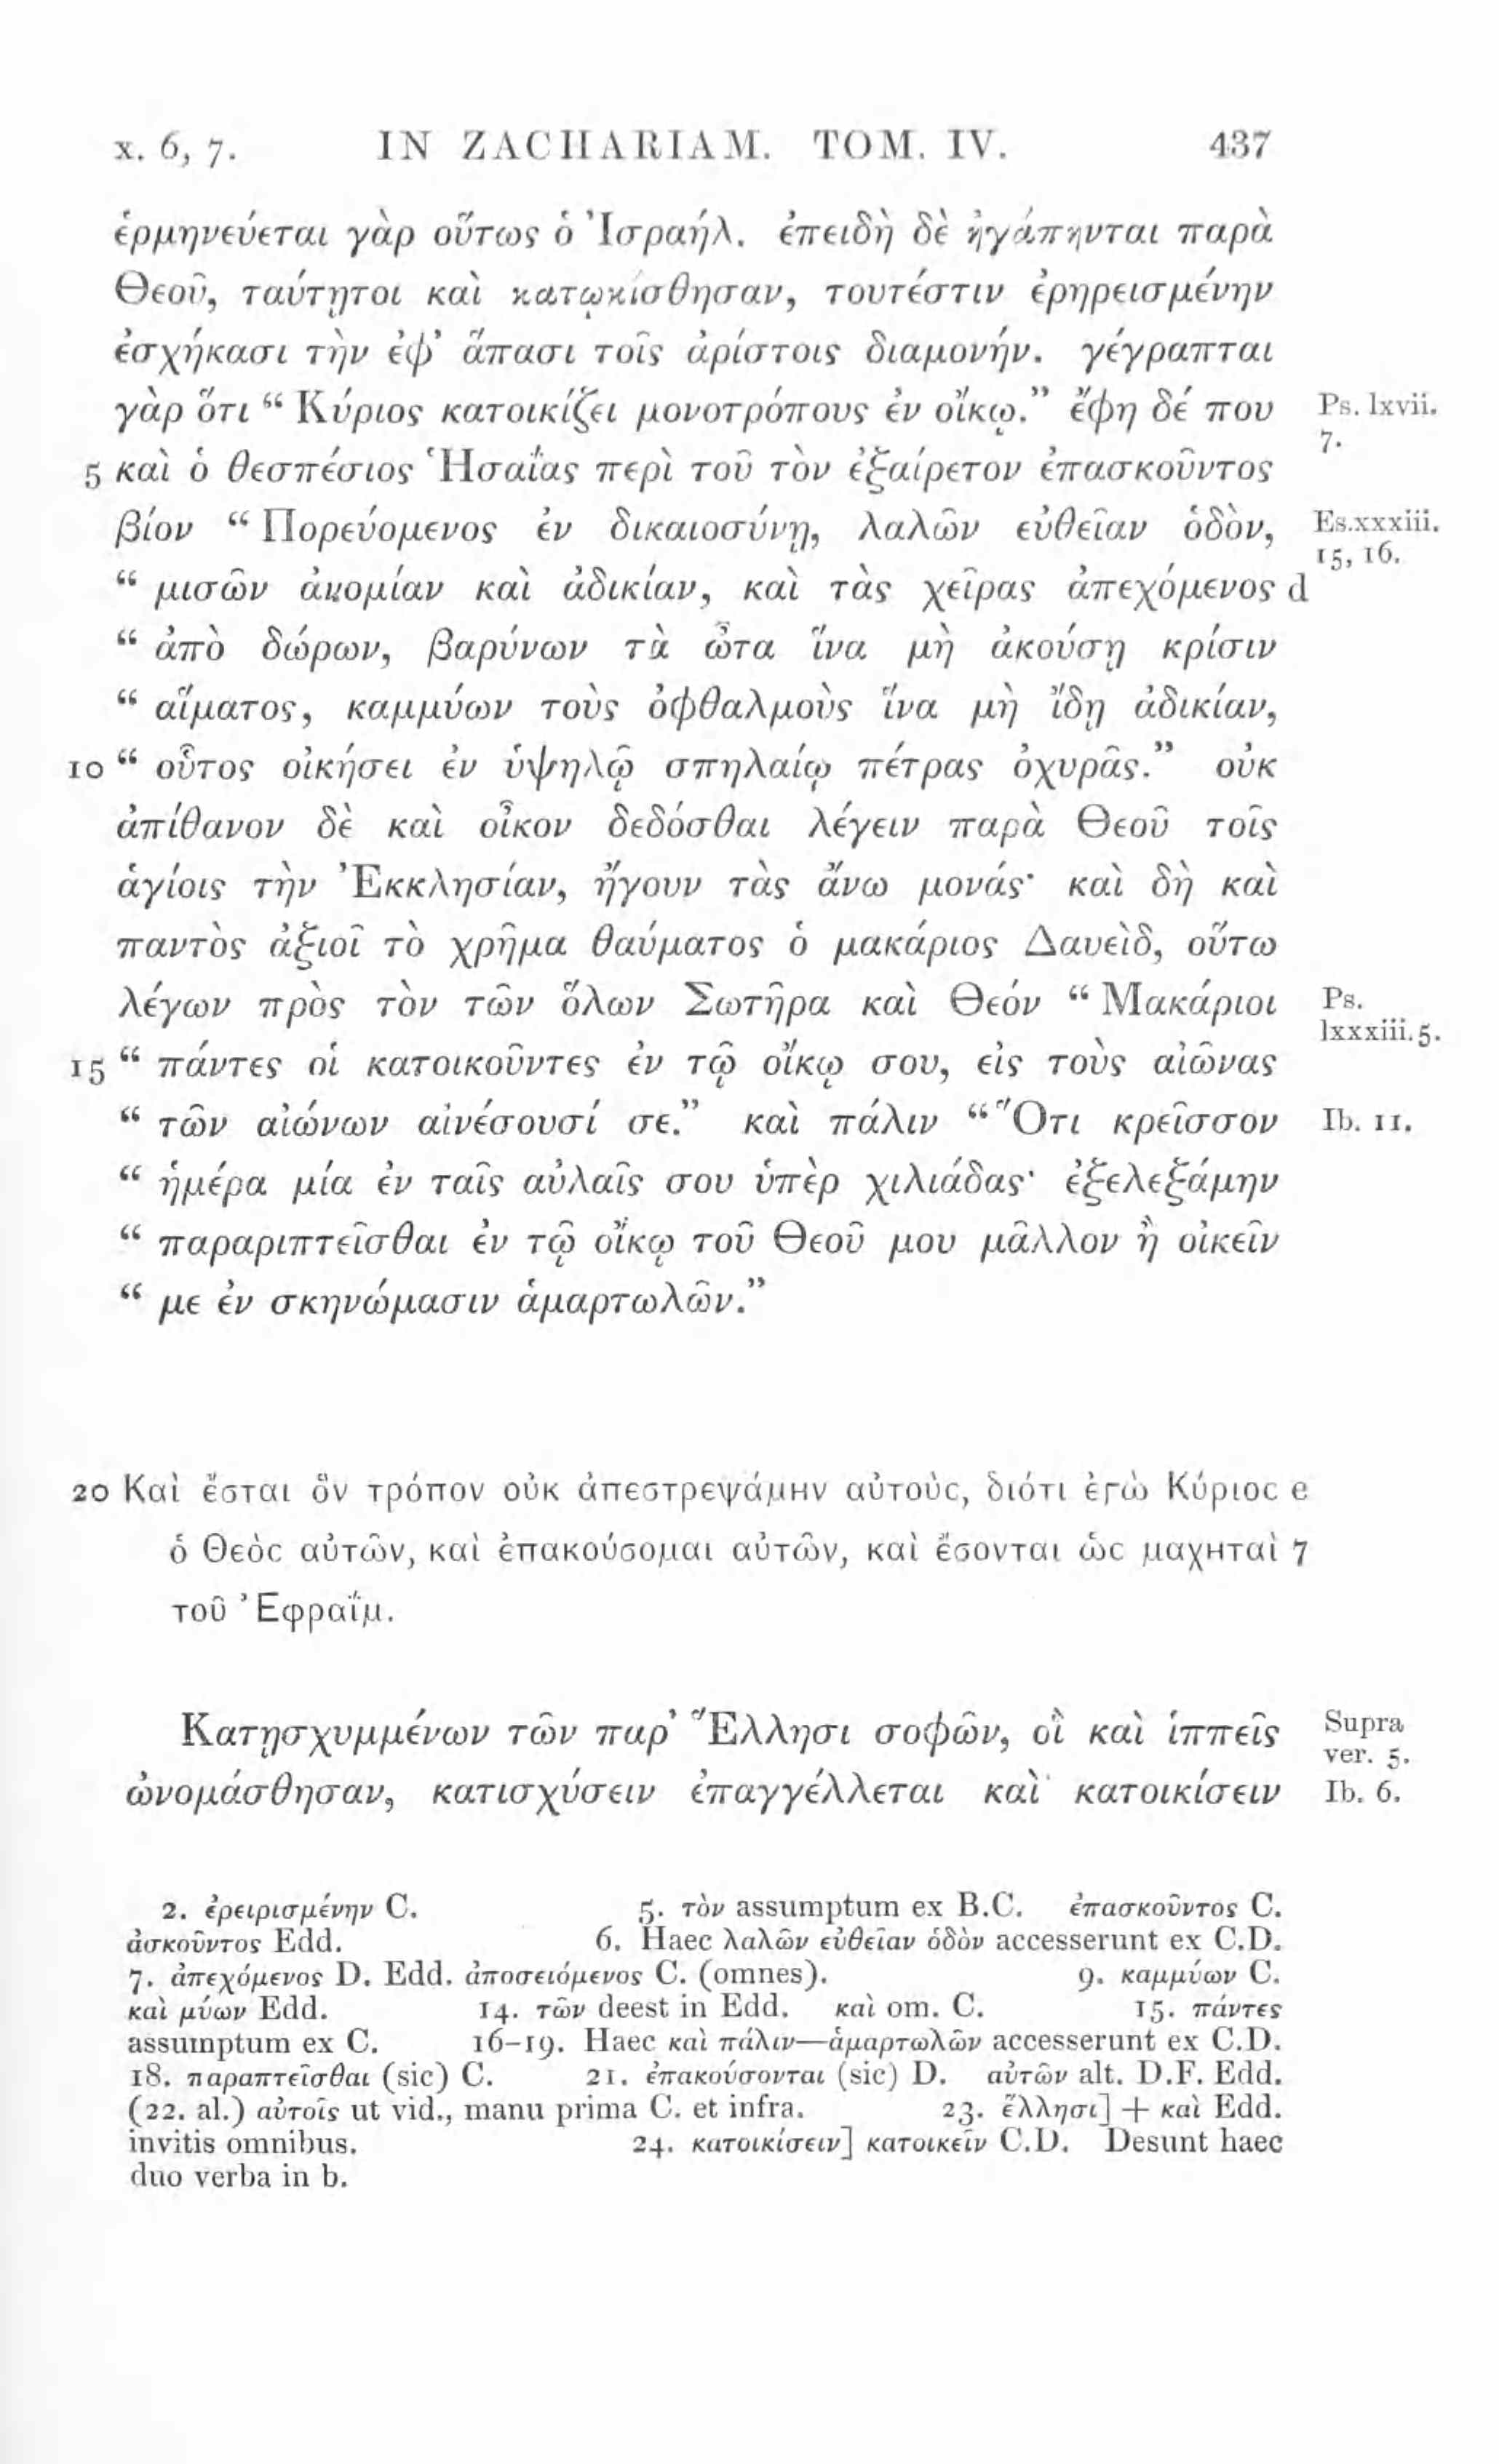 x. 6, 7. IN ZACHARIAM. TOM. IV. 437
ἑρμηνεύεται γὰρ οὕτως ὁ Ἰσραήλ. ἐπειδὴ δὲ ἠγάπηνται παρὰ
Θεοῦ, ταύτῃτοι καὶ κατῳκίσθησαν, τουτέστιν ἐρηρεισμένην
ἐσχήκασι τὴν ἐφ’ ἅπασι τοῖς ἀρίστοις διαμονήν. γέγραπται
γὰρ ὅτι “ Κύριος κατοικίζει μονοτρόπους ἐν οἴκῳ.” ἔφη δέ που Ps. lxvii. 7.
5 καὶ ὁ θεσπέσιος Ἡσαΐας περὶ τοῦ τὸν ἐξαίρετον ἐπασκοῦντος
βίον “ Πορευόμενος ἐν δικαιοσύνῃ, λαλῶν εὐθεῖαν ὁδὸν, Es.xxxiii. 15, 16.
“ μισῶν ἀνομίαν καὶ ἀδικίαν, καὶ τὰς χεῖρας ἀπεχόμενος d
“ ἀπὸ δώρων, βαρύνων τὰ ὦτα ἵνα μὴ ἀκούσῃ κρίσιν
“ αἵματος, καμμύων τοὺς ὀφθαλμοὺς ἵνα μὴ ἴδῃ ἀδικίαν,
10 “ οὗτος οἰκήσει ἐν ὑψηλῷ σπηλαίῳ πέτρας ὀχυρᾶς.” οὐκ
ἀπίθανον δὲ καὶ οἶκον δεδόσθαι λέγειν παρὰ Θεοῦ τοῖς
ἁγίοις τὴν Ἐκκλησίαν, ἤγουν τὰς ἄνω μονάς· καὶ δὴ καὶ
παντὸς ἀξιοῖ τὸ χρῆμα θαύματος ὁ μακάριος Δαυεὶδ, οὕτω
λέγων πρὸς τὸν τῶν ὅλων Σωτῆρα καὶ Θεόν “ Μακάριοι Ps. lxxxiii. 5.
15 “ πάντες οἱ κατοικοῦντες ἐν τῷ οἴκῳ σου, εἰς τοὺς αἰῶνας
“ τῶν αἰώνων αἰνέσουσί σε.” καὶ πάλιν “ Ὅτι κρεῖσσον Ib. 11.
“ ἡμέρα μία ἐν ταῖς αὐλαῖς σου ὑπὲρ χιλιάδας· ἐξελεξάμην
“ παραριπτεῖσθαι ἐν τῷ οἴκῳ τοῦ Θεοῦ μου μᾶλλον ἢ οἰκεῖν
“ με ἐν σκηνώμασιν ἁμαρτωλῶν.”
20 Καὶ ἔσται ὃν τρόπον οὐκ ἀπεστρεψάμην αὐτοὺς, διότι ἐγὼ Κύριος e
ὁ Θεὸς αὐτῶν, καὶ ἐπακούσομαι αὐτῶν, καὶ ἔσονται ὡς μαχηταὶ 7
τοῦ Ἐφραΐμ.
Κατῃσχυμμένων τῶν παρ’ Ἕλλησι σοφῶν, οἳ καὶ ἱππεῖς Supra ver. 5.
ὠνομάσθησαν, κατισχύσειν ἐπαγγέλλεται καὶ κατοικίσειν Ib. 6.
2. ἐρειρισμένην C. 5. τὸν assumptum ex B.C. ἐπασκοῦντος C.
ἀσκοῦντος Edd. 6. Haec λαλῶν εὐθεῖαν ὁδὸν accesserunt ex C.D.
7. ἀπεχόμενος D. Edd. ἀποσειόμενος C. (omnes). 9. καμμύων C.
καὶ μύων Edd. 14. τῶν deest in Edd. καὶ om. C. 15. πάντες
assumptum ex C. 16-19. Haec καὶ πάλιν—ἁμαρτωλῶν accesserunt ex C.D.
18. παραπτεῖσθαι (sic) C. 21. ἐπακούσονται (sic) D. αὐτῶν alt. D.F. Edd.
(22. al.) αὐτοῖς ut vid., manu prima C. et infra. 23. ἕλλησι] + καὶ Edd.
invitis omnibus. 24. κατοικίσειν] κατοικεῖν C.D. Desunt haec
duo verba in b.